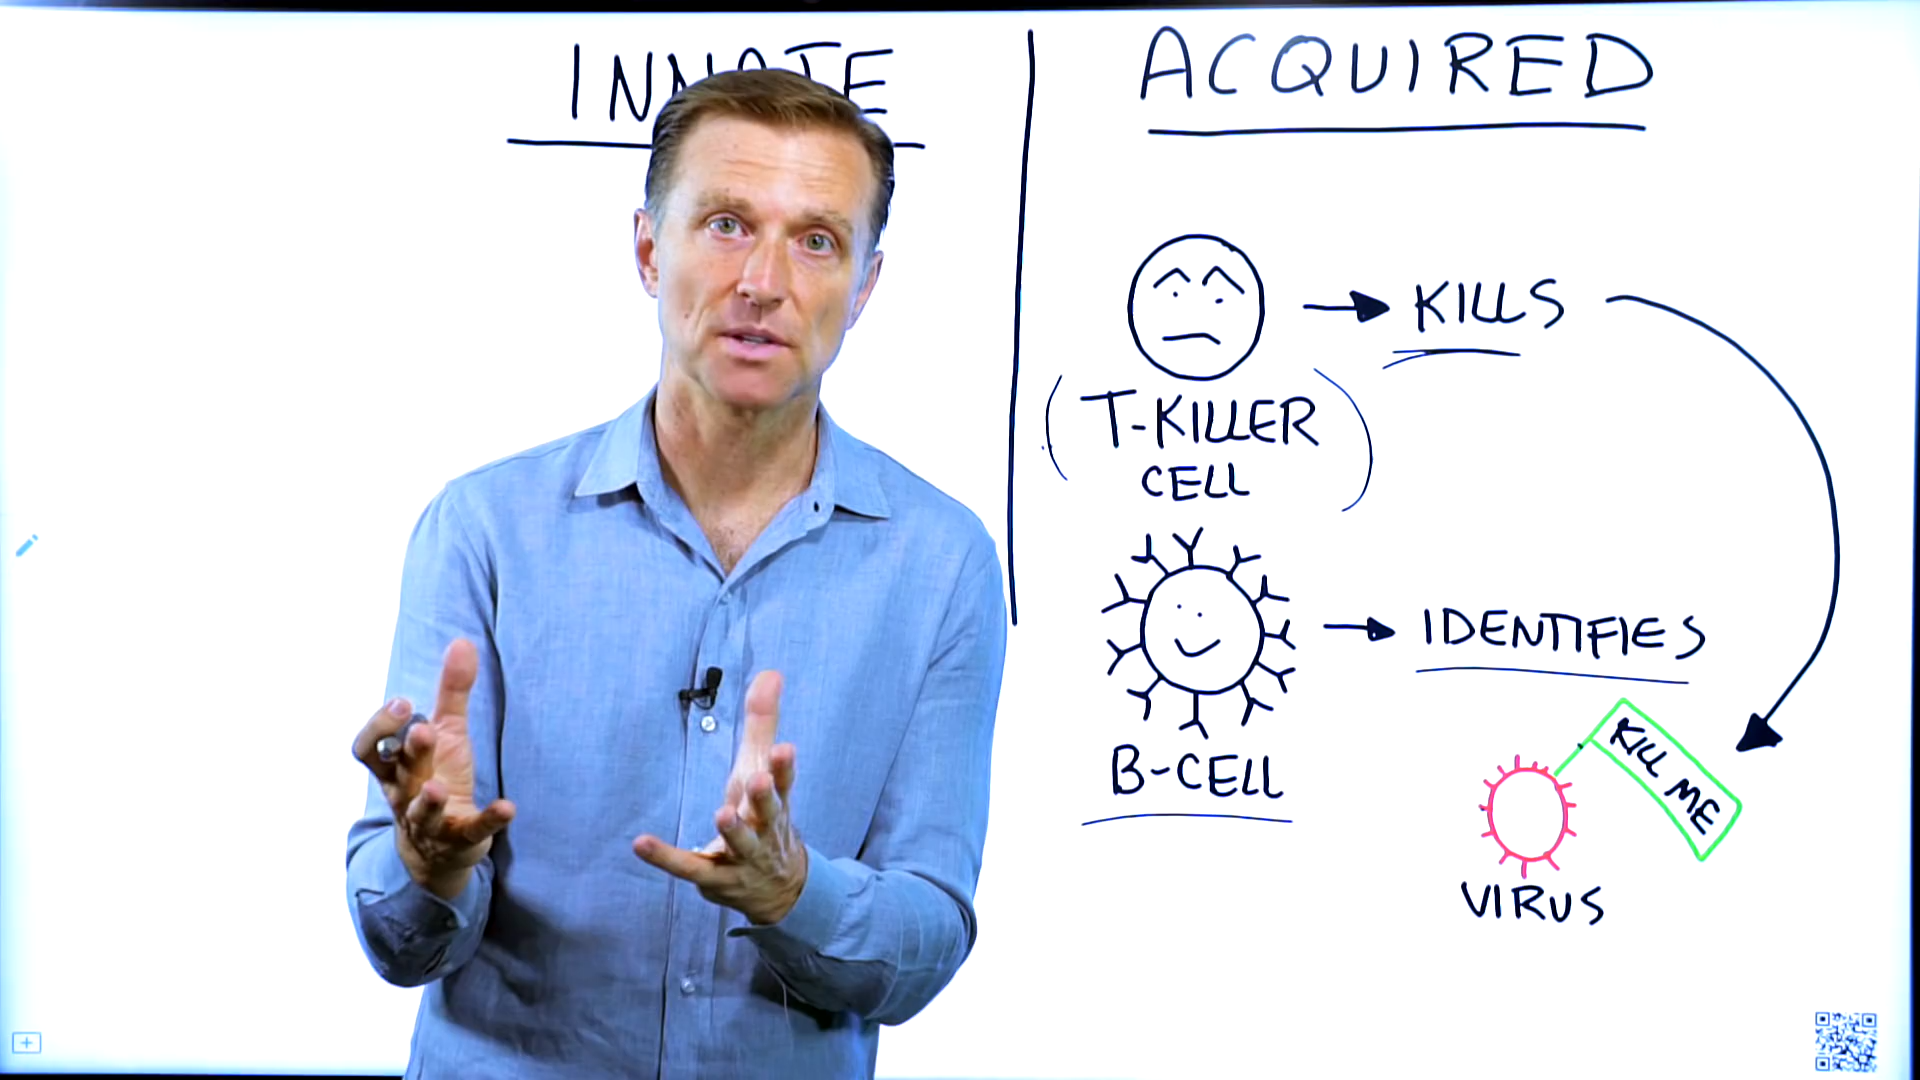 ACQUIRED
KILLS
T-KILLER
CELL
IDENTIFIES
B-CELL
KILL ME
VIRUS